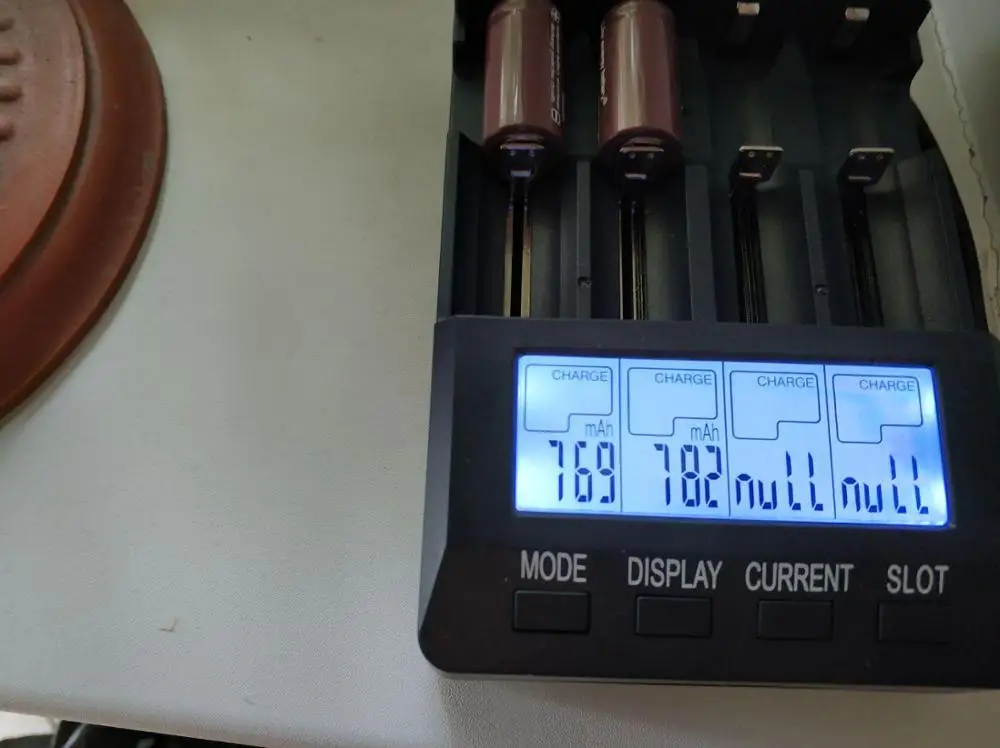 CHARGE CHARGE CHARGE CHARGE
mAh mAh
769 782 null null
MODE DISPLAY CURRENT SLOT